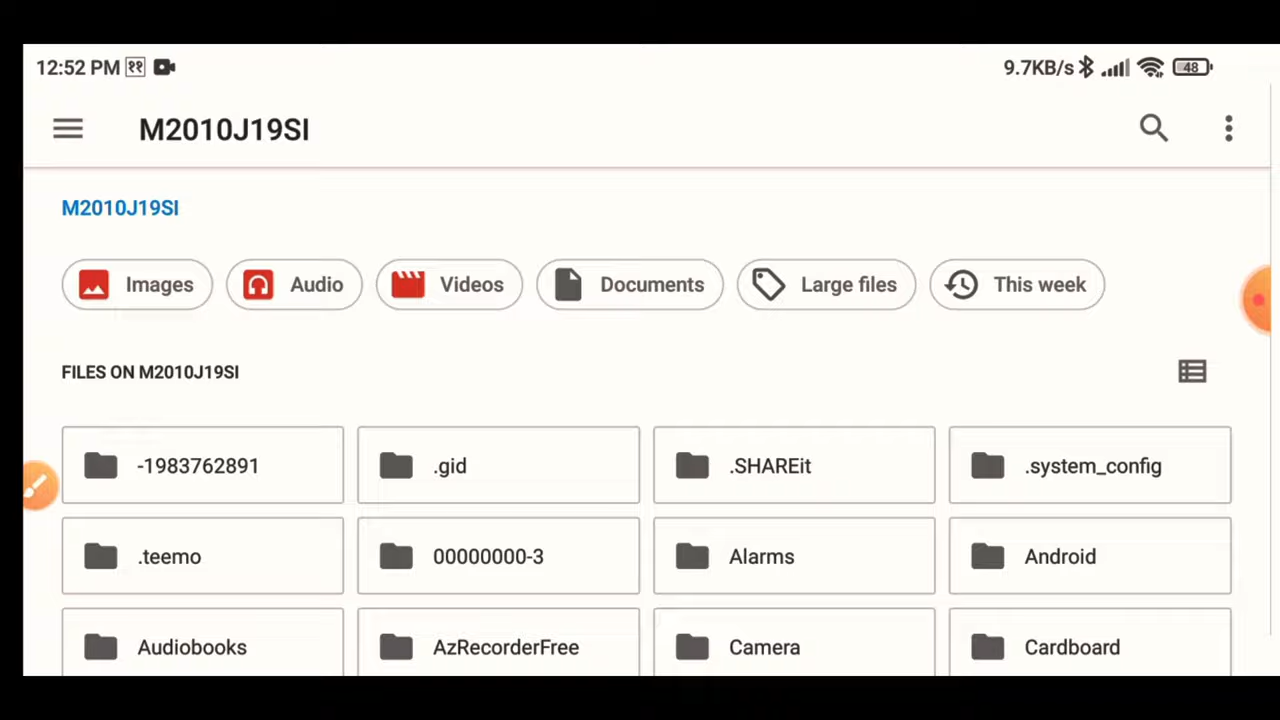 12:52 PM ११ 9.7KB/s 48
M2010J19SI
M2010J19SI
Images Audio Videos Documents Large files This week
FILES ON M2010J19SI
-1983762891 .gid .SHAREit .system_config
.teemo 00000000-3 Alarms Android
Audiobooks AzRecorderFree Camera Cardboard